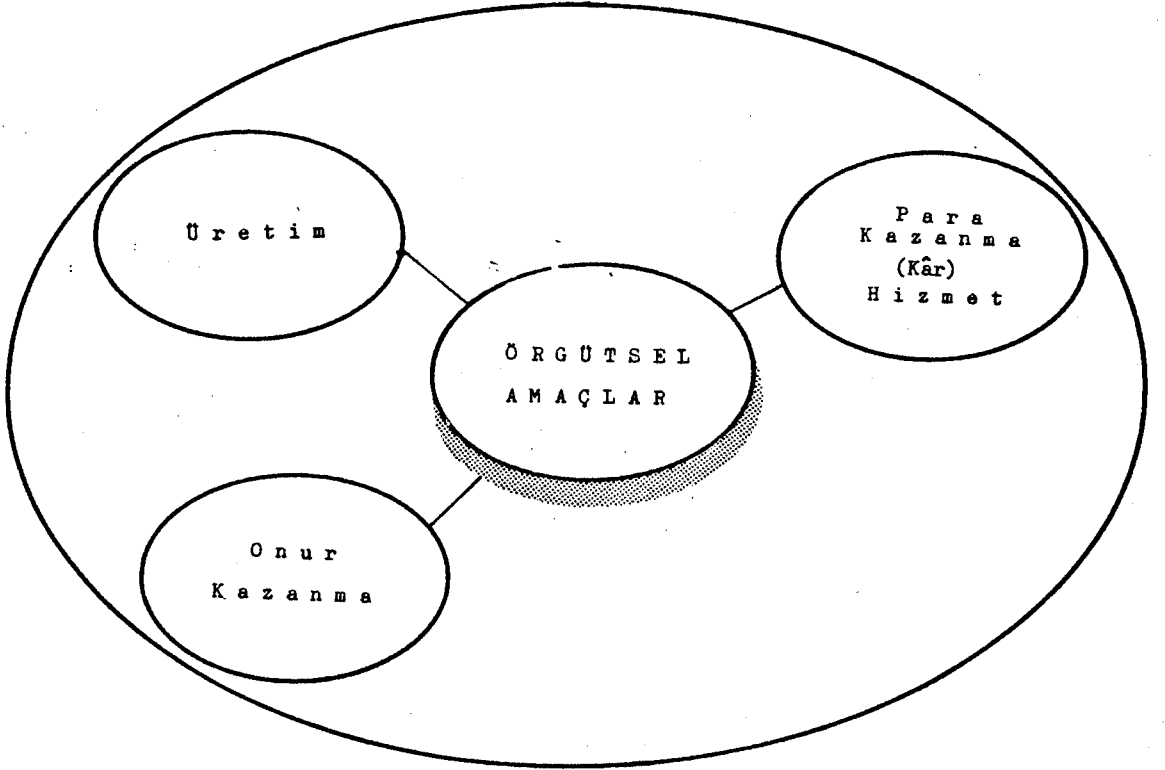 Üretim
Para
Kazanma
(Kâr)
Hizmet
ÖRGÜTSEL
AMAÇLAR
Onur
Kazanma